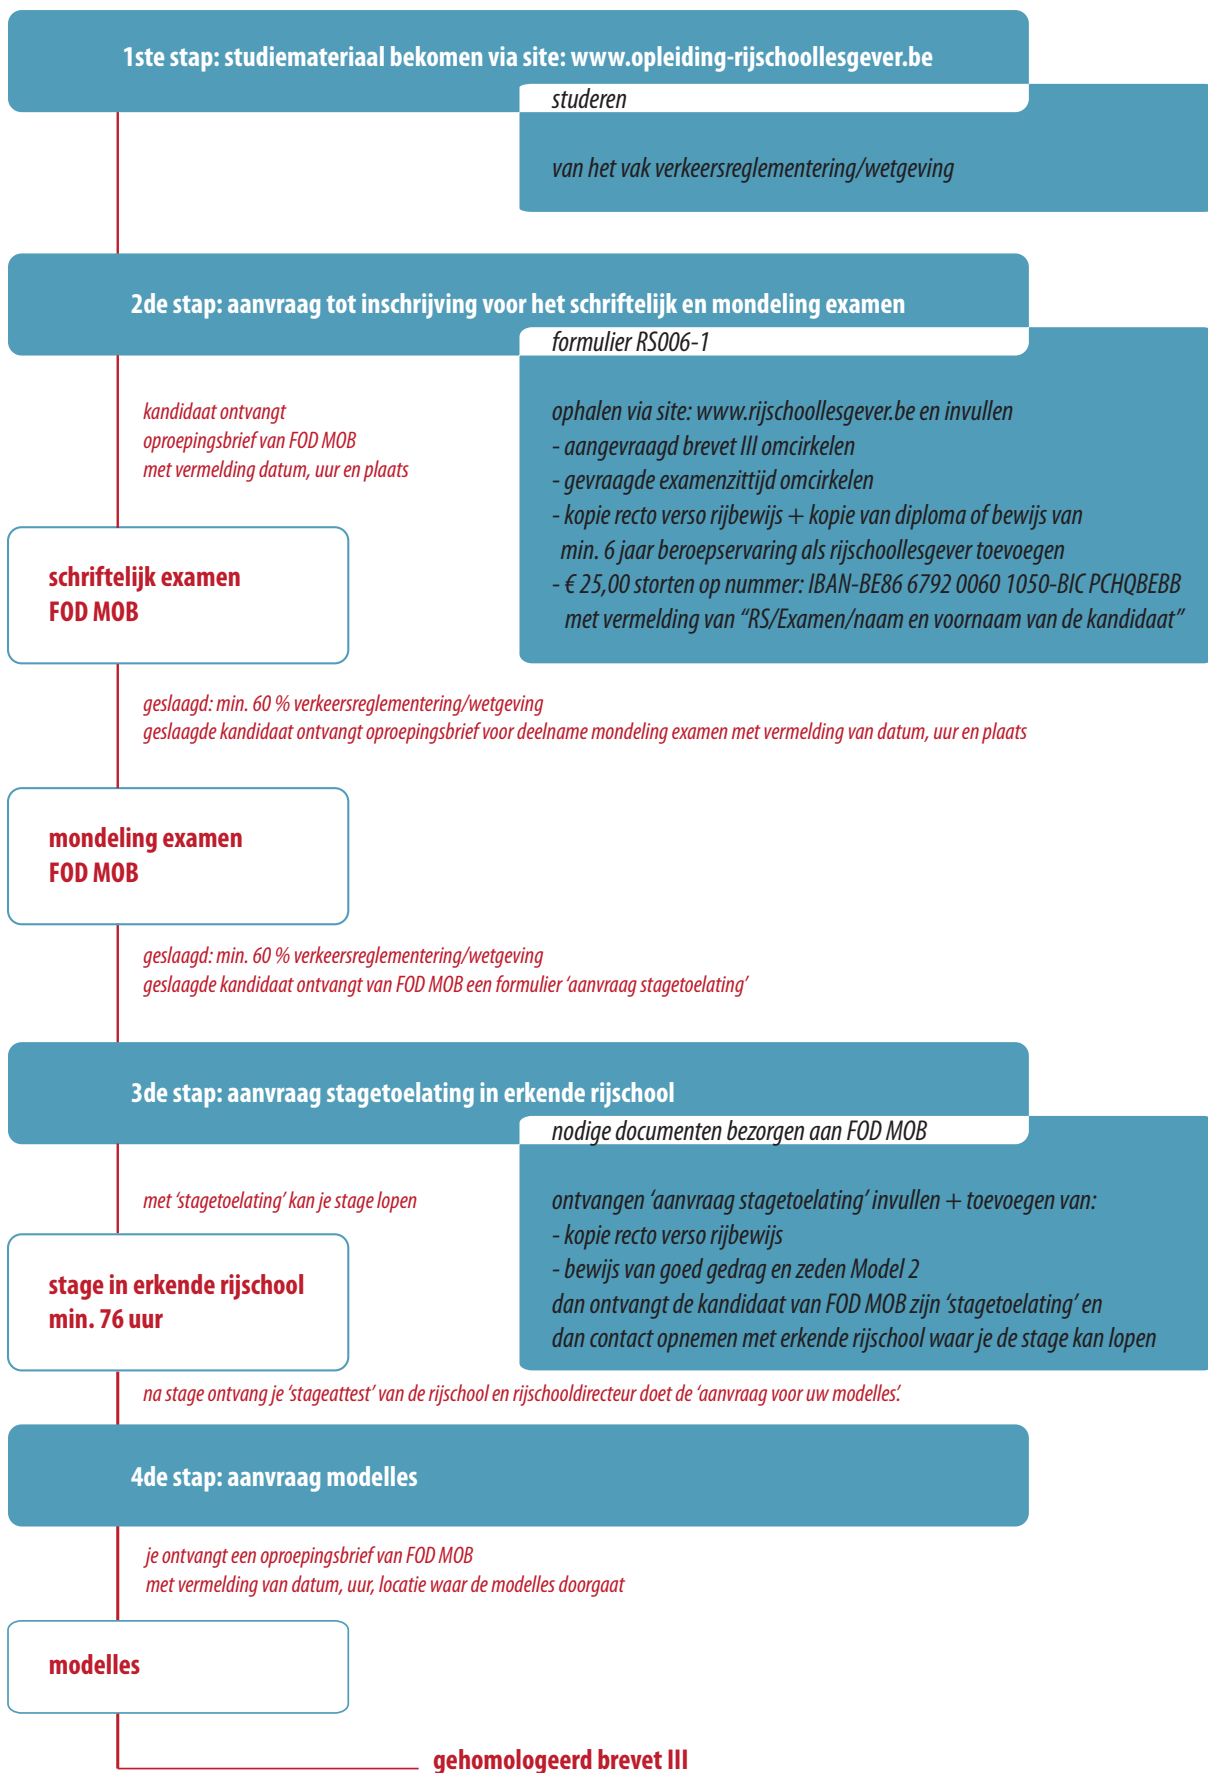 1ste stap: studiemateriaal bekomen via site: www.opleiding-rijschoollesgever.be
studeren
van het vak verkeersreglementering/wetgeving
2de stap: aanvraag tot inschrijving voor het schriftelijk en mondeling examen
formulier RS006-1
kandidaat ontvangt
oproepingsbrief van FOD MOB
met vermelding datum, uur en plaats
ophalen via site: www.rijschoollesgever.be en invullen
- aangevraagd brevet III omcirkelen
- gevraagde examenzittijd omcirkelen
- kopie recto verso rijbewijs + kopie van diploma of bewijs van
min. 6 jaar beroepservaring als rijschoollesgever toevoegen
- € 25,00 storten op nummer: IBAN-BE86 6792 0060 1050-BIC PCHQBEBB
met vermelding van “RS/Examen/naam en voornaam van de kandidaat”
schriftelijk examen
FOD MOB
geslaagd: min. 60 % verkeersreglementering/wetgeving
geslaagde kandidaat ontvangt oproepingsbrief voor deelname mondeling examen met vermelding van datum, uur en plaats
mondeling examen
FOD MOB
geslaagd: min. 60 % verkeersreglementering/wetgeving
geslaagde kandidaat ontvangt van FOD MOB een formulier ‘aanvraag stagetoelating’
3de stap: aanvraag stagetoelating in erkende rijschool
nodige documenten bezorgen aan FOD MOB
met ‘stagetoelating’ kan je stage lopen
ontvangen ‘aanvraag stagetoelating’ invullen + toevoegen van:
- kopie recto verso rijbewijs
- bewijs van goed gedrag en zeden Model 2
dan ontvangt de kandidaat van FOD MOB zijn ‘stagetoelating’ en
dan contact opnemen met erkende rijschool waar je de stage kan lopen
stage in erkende rijschool
min. 76 uur
na stage ontvang je ‘stageattest’ van de rijschool en rijschooldirecteur doet de ‘aanvraag voor uw modelles’.
4de stap: aanvraag modelles
je ontvangt een oproepingsbrief van FOD MOB
met vermelding van datum, uur, locatie waar de modelles doorgaat
modelles
gehomologeerd brevet III